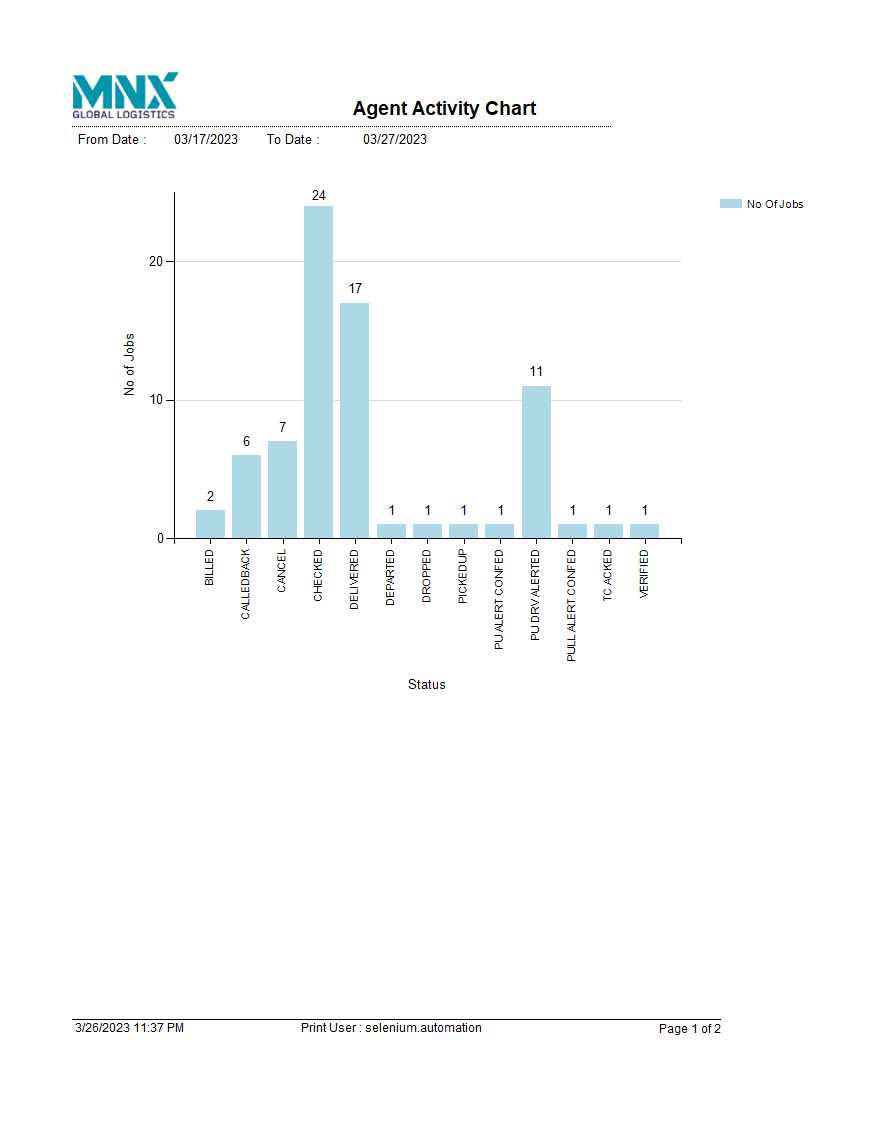 MNX
GLOBAL LOGISTICS
Agent Activity Chart
From Date : 03/17/2023 To Date : 03/27/2023
No Of Jobs
No of Jobs
20
10
0
2
6
7
24
17
1
1
1
1
11
1
1
1
BILLED
CALLEDBACK
CANCEL
CHECKED
DELIVERED
DEPARTED
DROPPED
PICKEDUP
PU ALERT CONFED
PU DRV ALERTED
PULL ALERT CONFED
TC ACKED
VERIFIED
Status
3/26/2023 11:37 PM Print User : selenium.automation Page 1 of 2